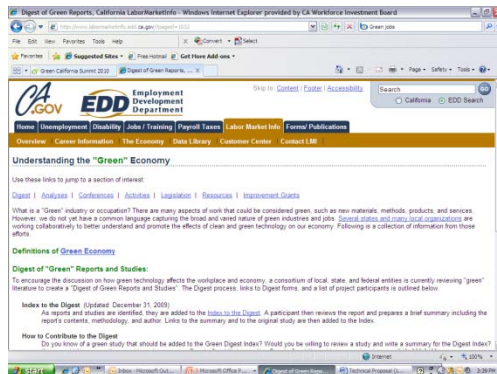 Digest of Green Reports, California LaborMarketInfo - Windows Internet Explorer provided by CA Workforce Investment Board
Green jobs
File Edit View Favorites Tools Help
Convert Select
Favorites Suggested Sites Free Hotmail Get More Add-ons
Green California Summit 2010
Digest of Green Reports, ...
Page Safety Tools
CA.GOV
EDD Employment Development Department
Skip to: Content | Footer | Accessibility
Search GO
California EDD Search
Home Unemployment Disability Jobs / Training Payroll Taxes Labor Market Info Forms/ Publications
Overview Career Information The Economy Data Library Customer Center Contact LMI
Understanding the "Green" Economy
Use these links to jump to a section of interest:
Digest | Analyses | Conferences | Activities | Legislation | Resources | Improvement Grants
What is a "Green" industry or occupation? There are many aspects of work that could be considered green, such as new materials, methods, products, and services.
However, we do not yet have a common language capturing the broad and varied nature of green industries and jobs. Several states and many local organizations are
working collaboratively to better understand and promote the effects of clean and green technology on our economy. Following is a collection of information from those
efforts.
Definitions of Green Economy
Digest of "Green" Reports and Studies:
To encourage the discussion on how green technology affects the workplace and economy, a consortium of local, state, and federal entities is currently reviewing "green"
literature to create a "Digest of Green Reports and Studies". The Digest process, links to Digest forms, and a list of project participants is outlined below.
Index to the Digest (Updated: December 31, 2009)
As reports and studies are identified, they are added to the Index to the Digest. A participant then reviews the report and prepares a brief summary including the
report's contents, methodology, and author. Links to the summary and to the original study are then added to the Index.
How to Contribute to the Digest
Do you know of a green study that should be added to the Green Digest Index? Would you be willing to review a study and write a summary for the Digest Index?
Internet 100%
start
Inbox - Microsoft Out...
Microsoft Office P...
Digest of Green Repo...
Technical Proposal (1...
3:39 PM